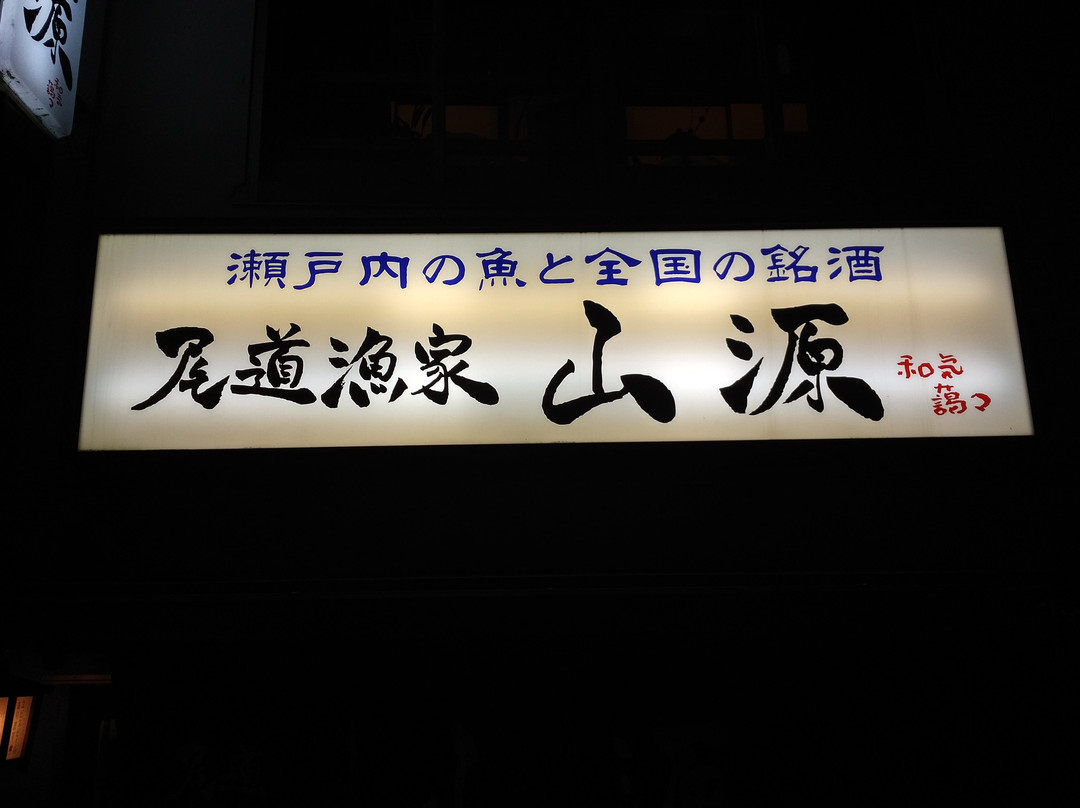 源
瀬戸内の魚と全国の銘酒
尾道漁家 山源
和気
藹々